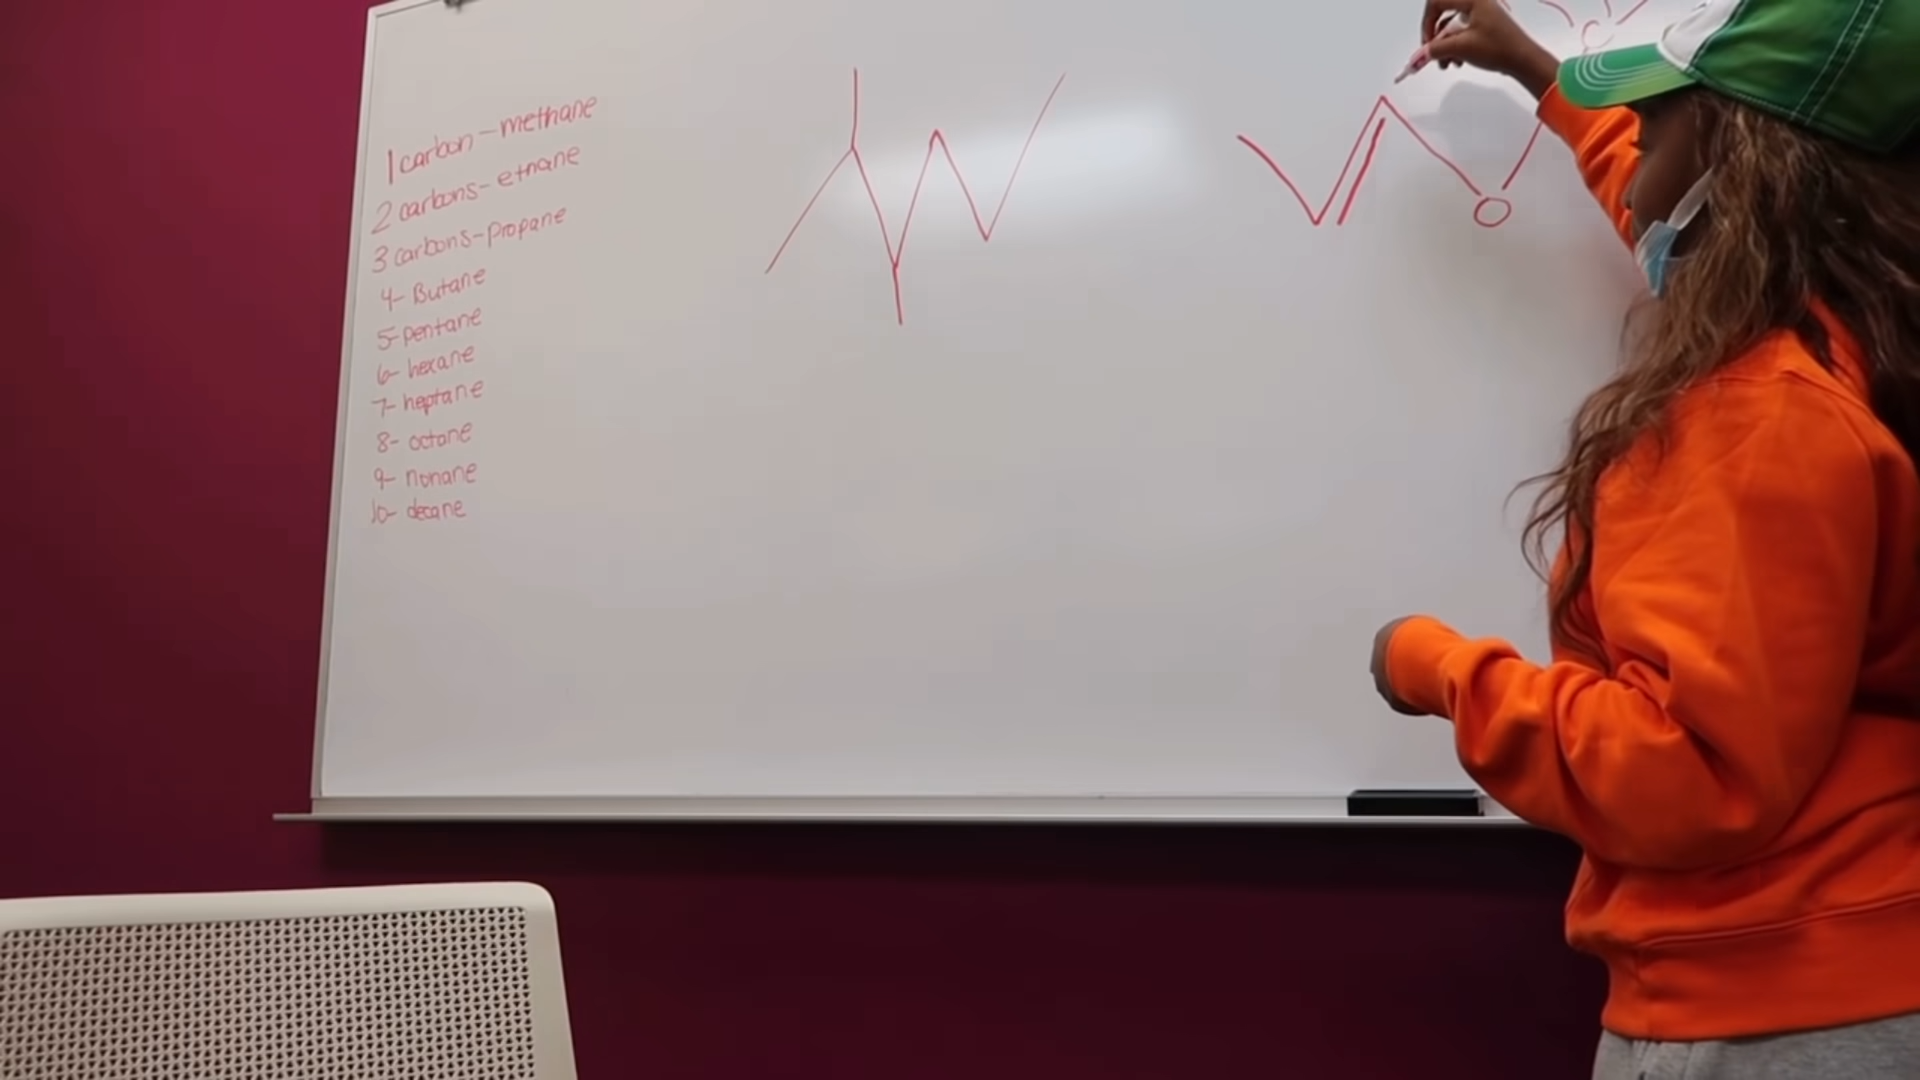 1 carbon - methane
2 carbons - ethane
3 carbons - propane
4- Butane
5- pentane
6- hexane
7- heptane
8- octane
9- nonane
10- decane
O
C